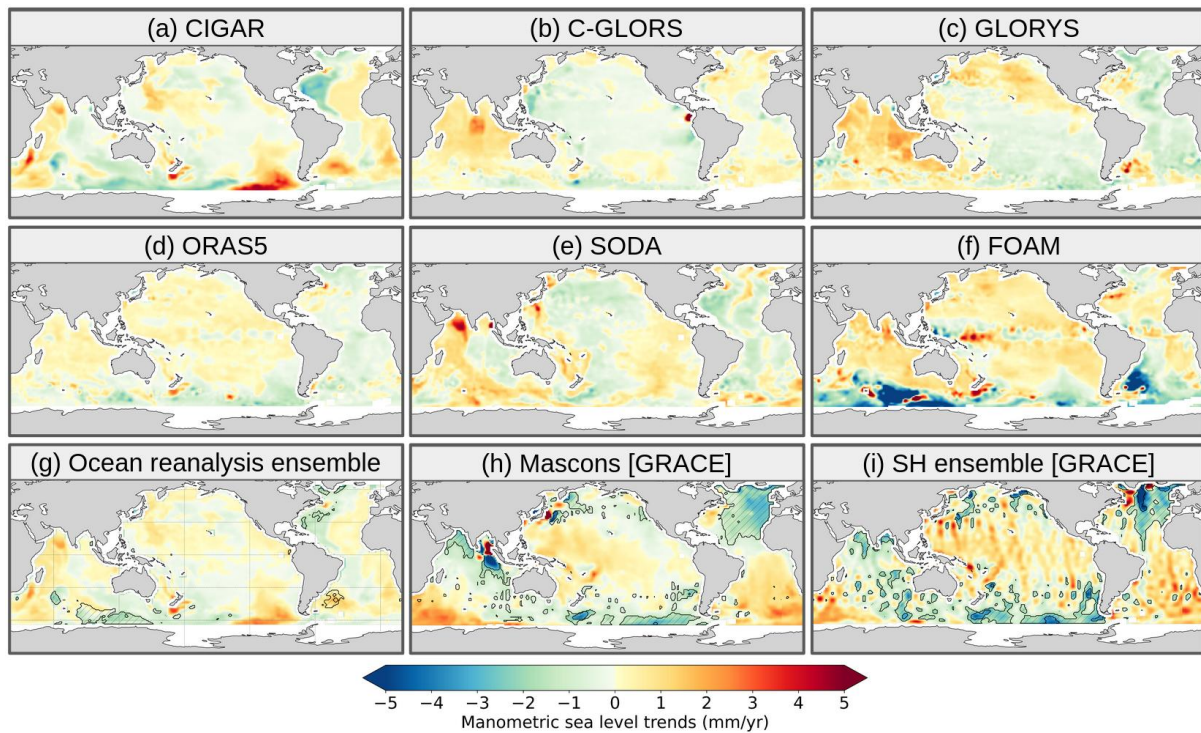 (a) CIGAR
(b) C-GLORS
(c) GLORYS
(d) ORAS5
(e) SODA
(f) FOAM
(g) Ocean reanalysis ensemble
(h) Mascons [GRACE]
(i) SH ensemble [GRACE]
−5 −4 −3 −2 −1 0 1 2 3 4 5
Manometric sea level trends (mm/yr)